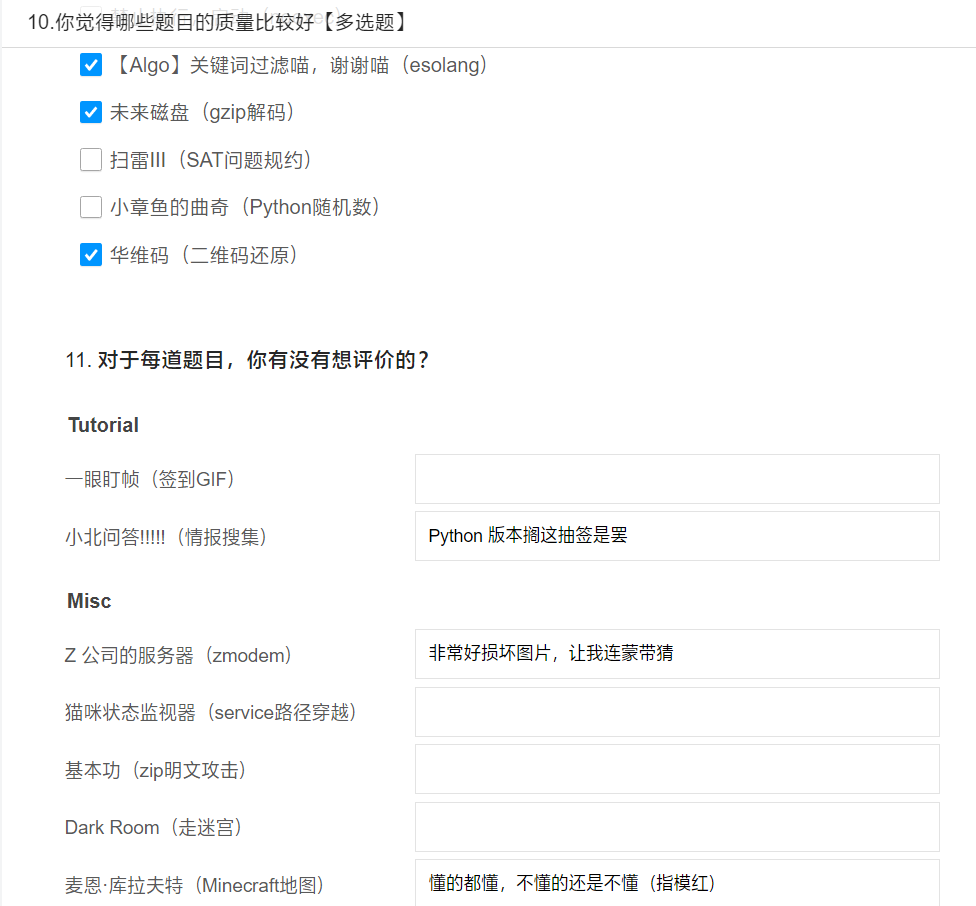 10.你觉得哪些题目的质量比较好【多选题】
【Algo】关键词过滤喵，谢谢喵（esolang）
未来磁盘（gzip解码）
扫雷III（SAT问题规约）
小章鱼的曲奇（Python随机数）
华维码（二维码还原）
11. 对于每道题目，你有没有想评价的？
Tutorial
一眼盯帧（签到GIF）
小北问答!!!!!（情报搜集）
Python 版本搁这抽签是罢
Misc
Z 公司的服务器（zmodem）
非常好损坏图片，让我连蒙带猜
猫咪状态监视器（service路径穿越）
基本功（zip明文攻击）
Dark Room（走迷宫）
麦恩·库拉夫特（Minecraft地图）
懂的都懂，不懂的还是不懂（指模红）